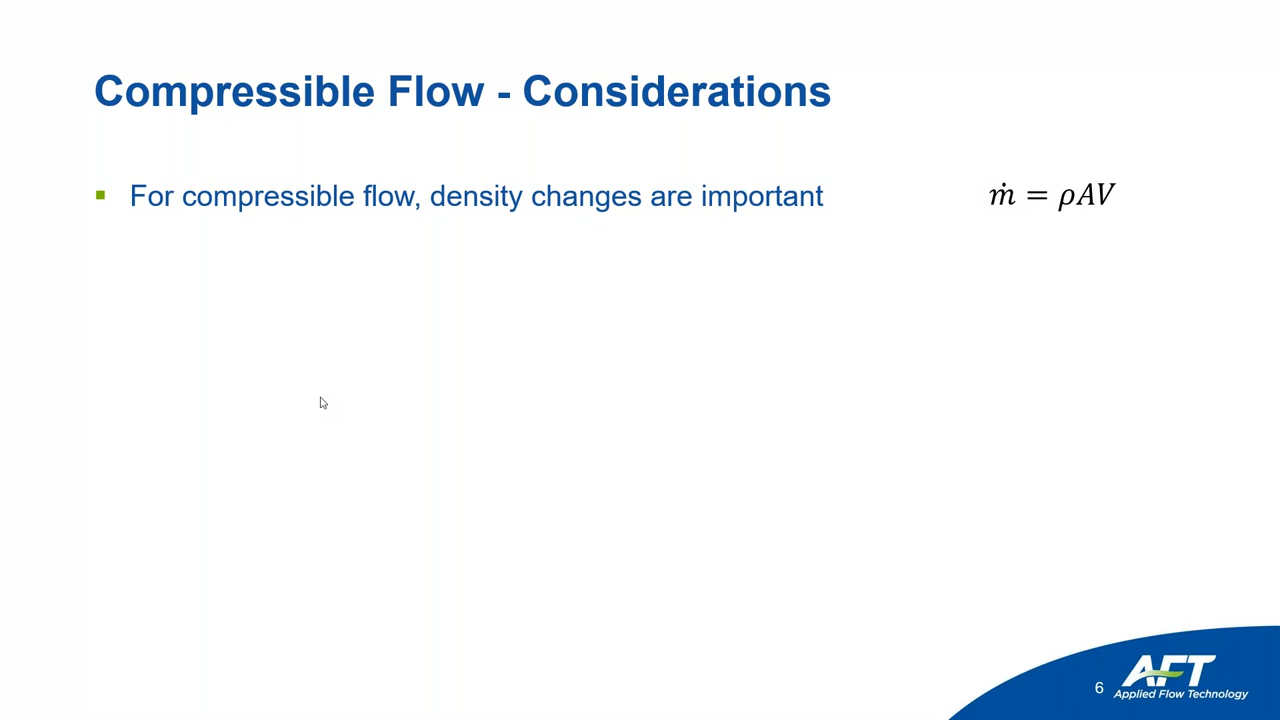 Compressible Flow - Considerations
▪ For compressible flow, density changes are important
ṁ = ρAV
6
AFT
Applied Flow Technology